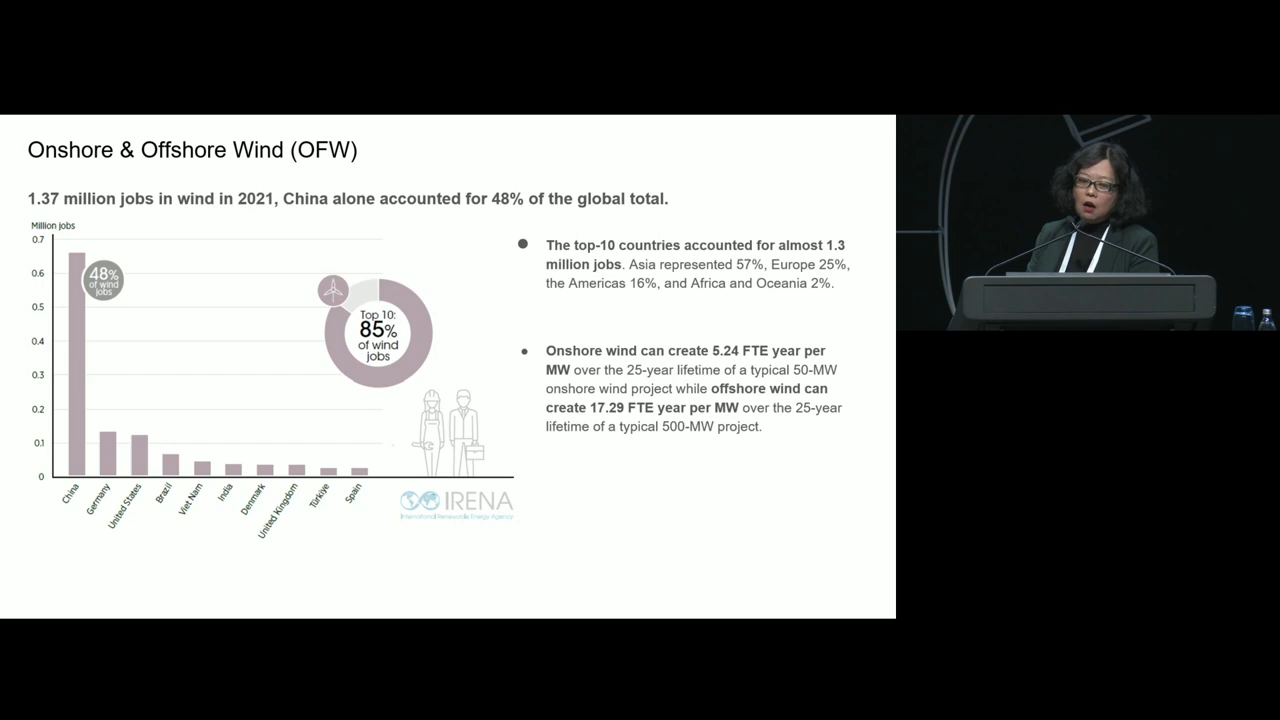 Onshore & Offshore Wind (OFW)
1.37 million jobs in wind in 2021, China alone accounted for 48% of the global total.
Million jobs
0.7
0.6
0.5
0.4
0.3
0.2
0.1
0
48%
of wind
jobs
Top 10:
85%
of wind
jobs
China
Germany
United States
Brazil
Viet Nam
India
Denmark
United Kingdom
Türkiye
Spain
IRENA
International Renewable Energy Agency
● The top-10 countries accounted for almost 1.3
million jobs. Asia represented 57%, Europe 25%,
the Americas 16%, and Africa and Oceania 2%.
● Onshore wind can create 5.24 FTE year per
MW over the 25-year lifetime of a typical 50-MW
onshore wind project while offshore wind can
create 17.29 FTE year per MW over the 25-year
lifetime of a typical 500-MW project.